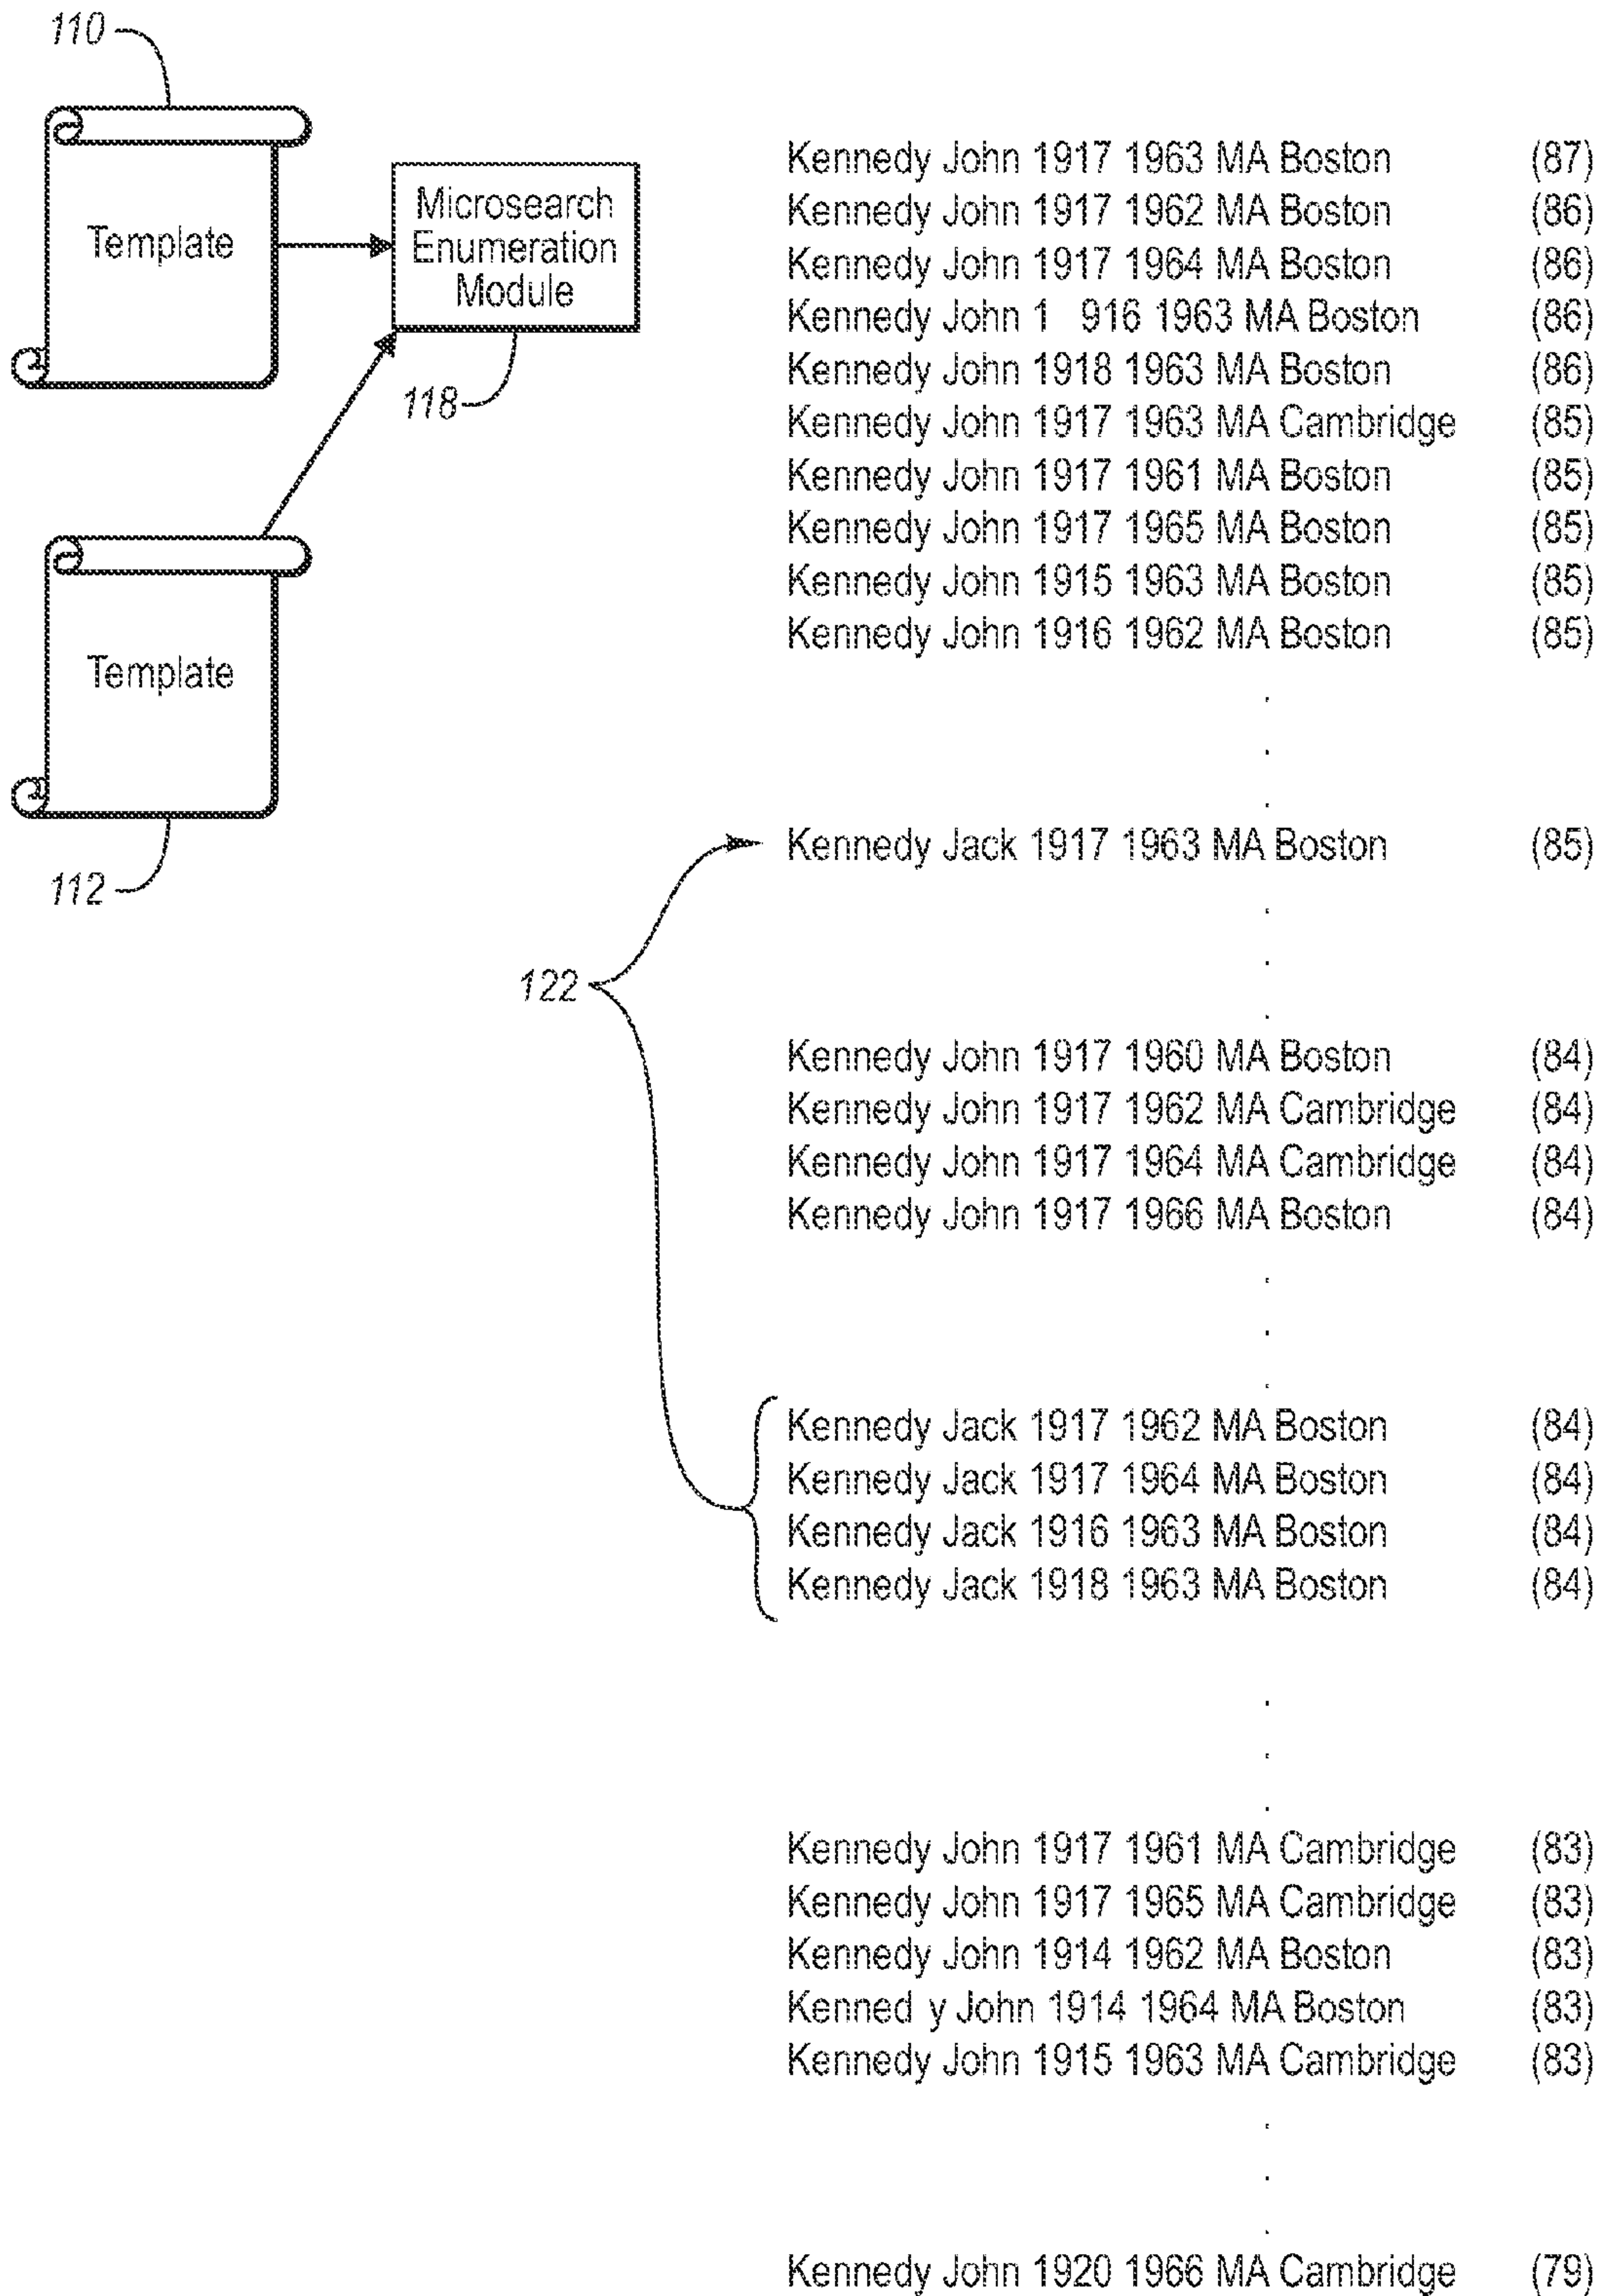 110
Template
Microsearch
Enumeration
Module
118
Template
112
Kennedy John 1917 1963 MA Boston (87)
Kennedy John 1917 1962 MA Boston (86)
Kennedy John 1917 1964 MA Boston (86)
Kennedy John 1 916 1963 MA Boston (86)
Kennedy John 1918 1963 MA Boston (86)
Kennedy John 1917 1963 MA Cambridge (85)
Kennedy John 1917 1961 MA Boston (85)
Kennedy John 1917 1965 MA Boston (85)
Kennedy John 1915 1963 MA Boston (85)
Kennedy John 1916 1962 MA Boston (85)
.
.
.
Kennedy Jack 1917 1963 MA Boston (85)
.
122
.
.
Kennedy John 1917 1960 MA Boston (84)
Kennedy John 1917 1962 MA Cambridge (84)
Kennedy John 1917 1964 MA Cambridge (84)
Kennedy John 1917 1966 MA Boston (84)
.
.
.
Kennedy Jack 1917 1962 MA Boston (84)
Kennedy Jack 1917 1964 MA Boston (84)
Kennedy Jack 1916 1963 MA Boston (84)
Kennedy Jack 1918 1963 MA Boston (84)
.
.
.
Kennedy John 1917 1961 MA Cambridge (83)
Kennedy John 1917 1965 MA Cambridge (83)
Kennedy John 1914 1962 MA Boston (83)
Kenned y John 1914 1964 MA Boston (83)
Kennedy John 1915 1963 MA Cambridge (83)
.
.
.
Kennedy John 1920 1966 MA Cambridge (79)